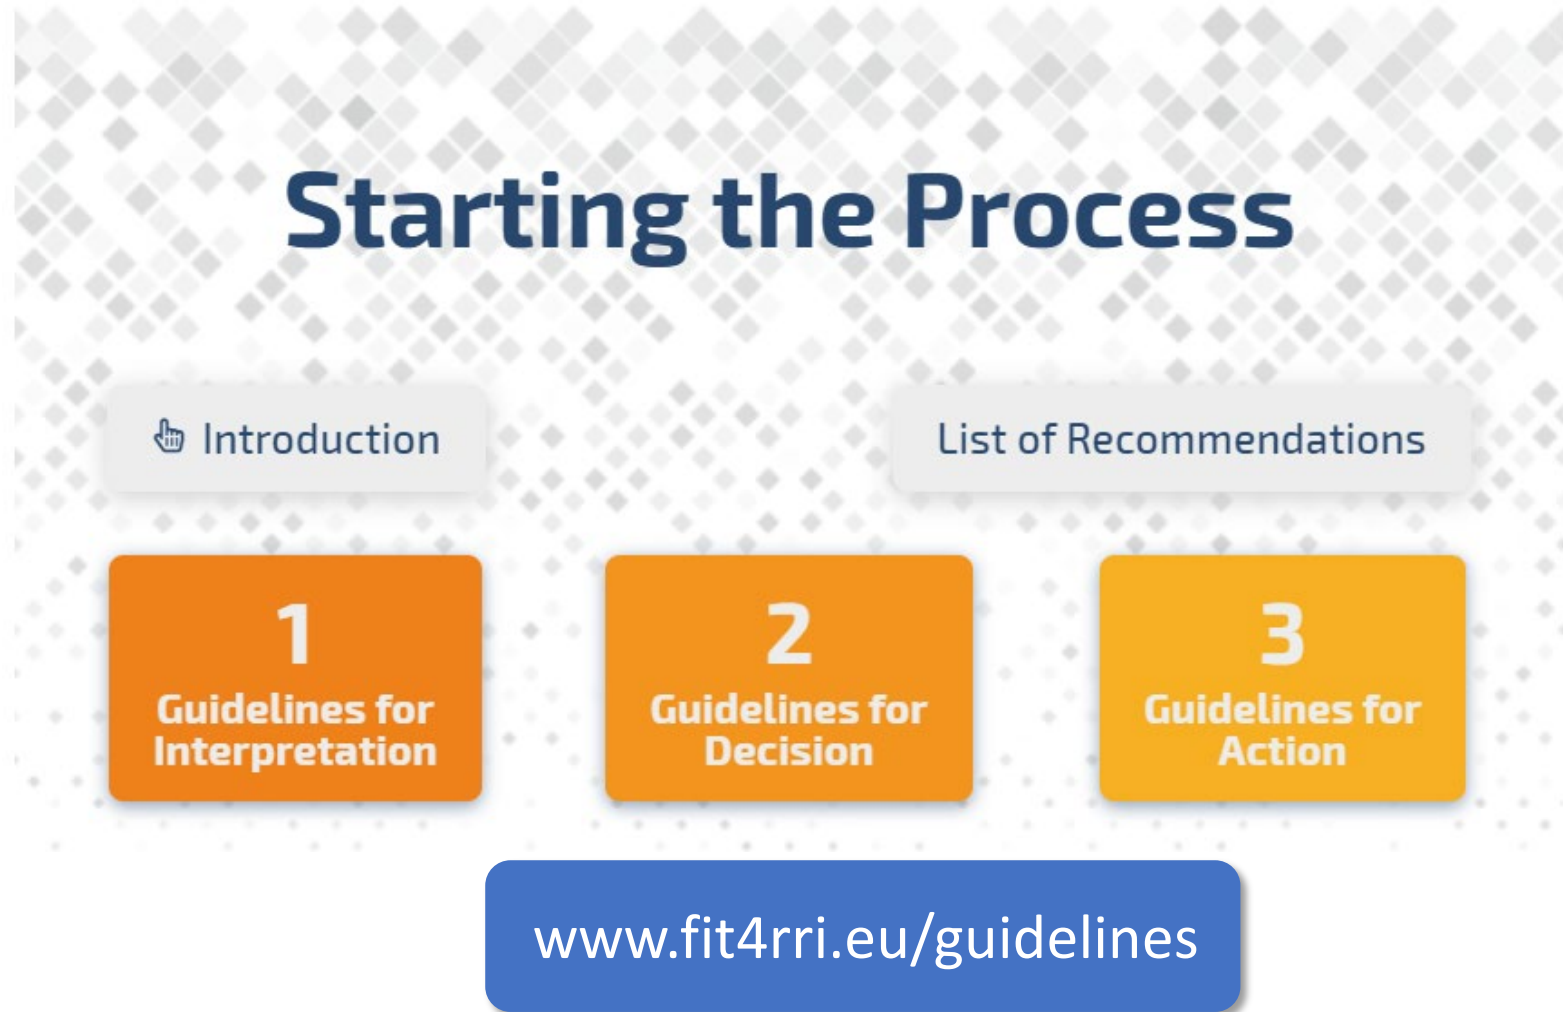 Starting the Process
Introduction
List of Recommendations
1
Guidelines for
Interpretation
2
Guidelines for
Decision
3
Guidelines for
Action
www.fit4rri.eu/guidelines